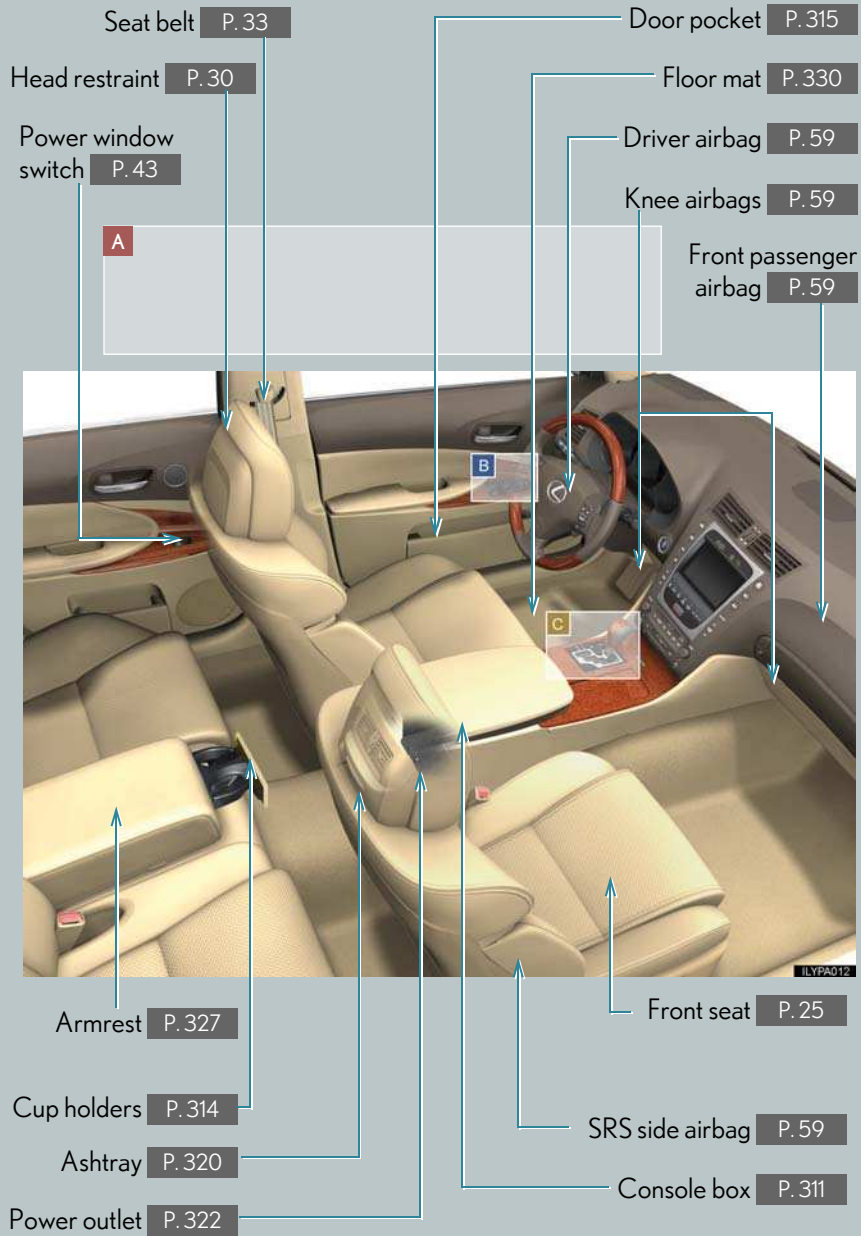 Seat belt P. 33
Head restraint P. 30
Power window
switch P. 43
Door pocket P. 315
Floor mat P. 330
Driver airbag P. 59
Knee airbags P. 59
Front passenger
airbag P. 59
A
B
C
ILYPA012
Armrest P. 327
Cup holders P. 314
Ashtray P. 320
Power outlet P. 322
Front seat P. 25
SRS side airbag P. 59
Console box P. 311